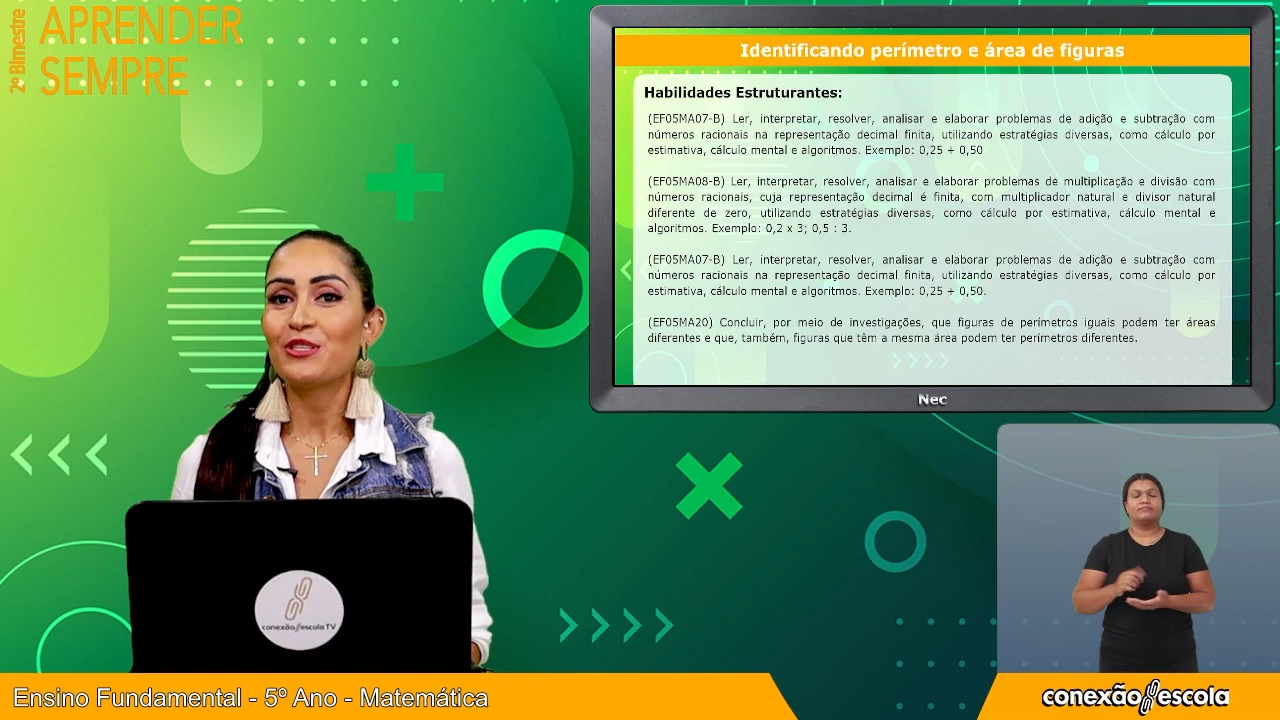 2º Bimestre
APRENDER
SEMPRE
Identificando perímetro e área de figuras
Habilidades Estruturantes:
(EF05MA07-B) Ler, interpretar, resolver, analisar e elaborar problemas de adição e subtração com
números racionais na representação decimal finita, utilizando estratégias diversas, como cálculo por
estimativa, cálculo mental e algoritmos. Exemplo: 0,25 + 0,50
(EF05MA08-B) Ler, interpretar, resolver, analisar e elaborar problemas de multiplicação e divisão com
números racionais, cuja representação decimal é finita, com multiplicador natural e divisor natural
diferente de zero, utilizando estratégias diversas, como cálculo por estimativa, cálculo mental e
algoritmos. Exemplo: 0,2 x 3; 0,5 : 3.
(EF05MA07-B) Ler, interpretar, resolver, analisar e elaborar problemas de adição e subtração com
números racionais na representação decimal finita, utilizando estratégias diversas, como cálculo por
estimativa, cálculo mental e algoritmos. Exemplo: 0,25 + 0,50.
(EF05MA20) Concluir, por meio de investigações, que figuras de perímetros iguais podem ter áreas
diferentes e que, também, figuras que têm a mesma área podem ter perímetros diferentes.
Nec
conexão escola TV
Ensino Fundamental - 5º Ano - Matemática
conexão escola